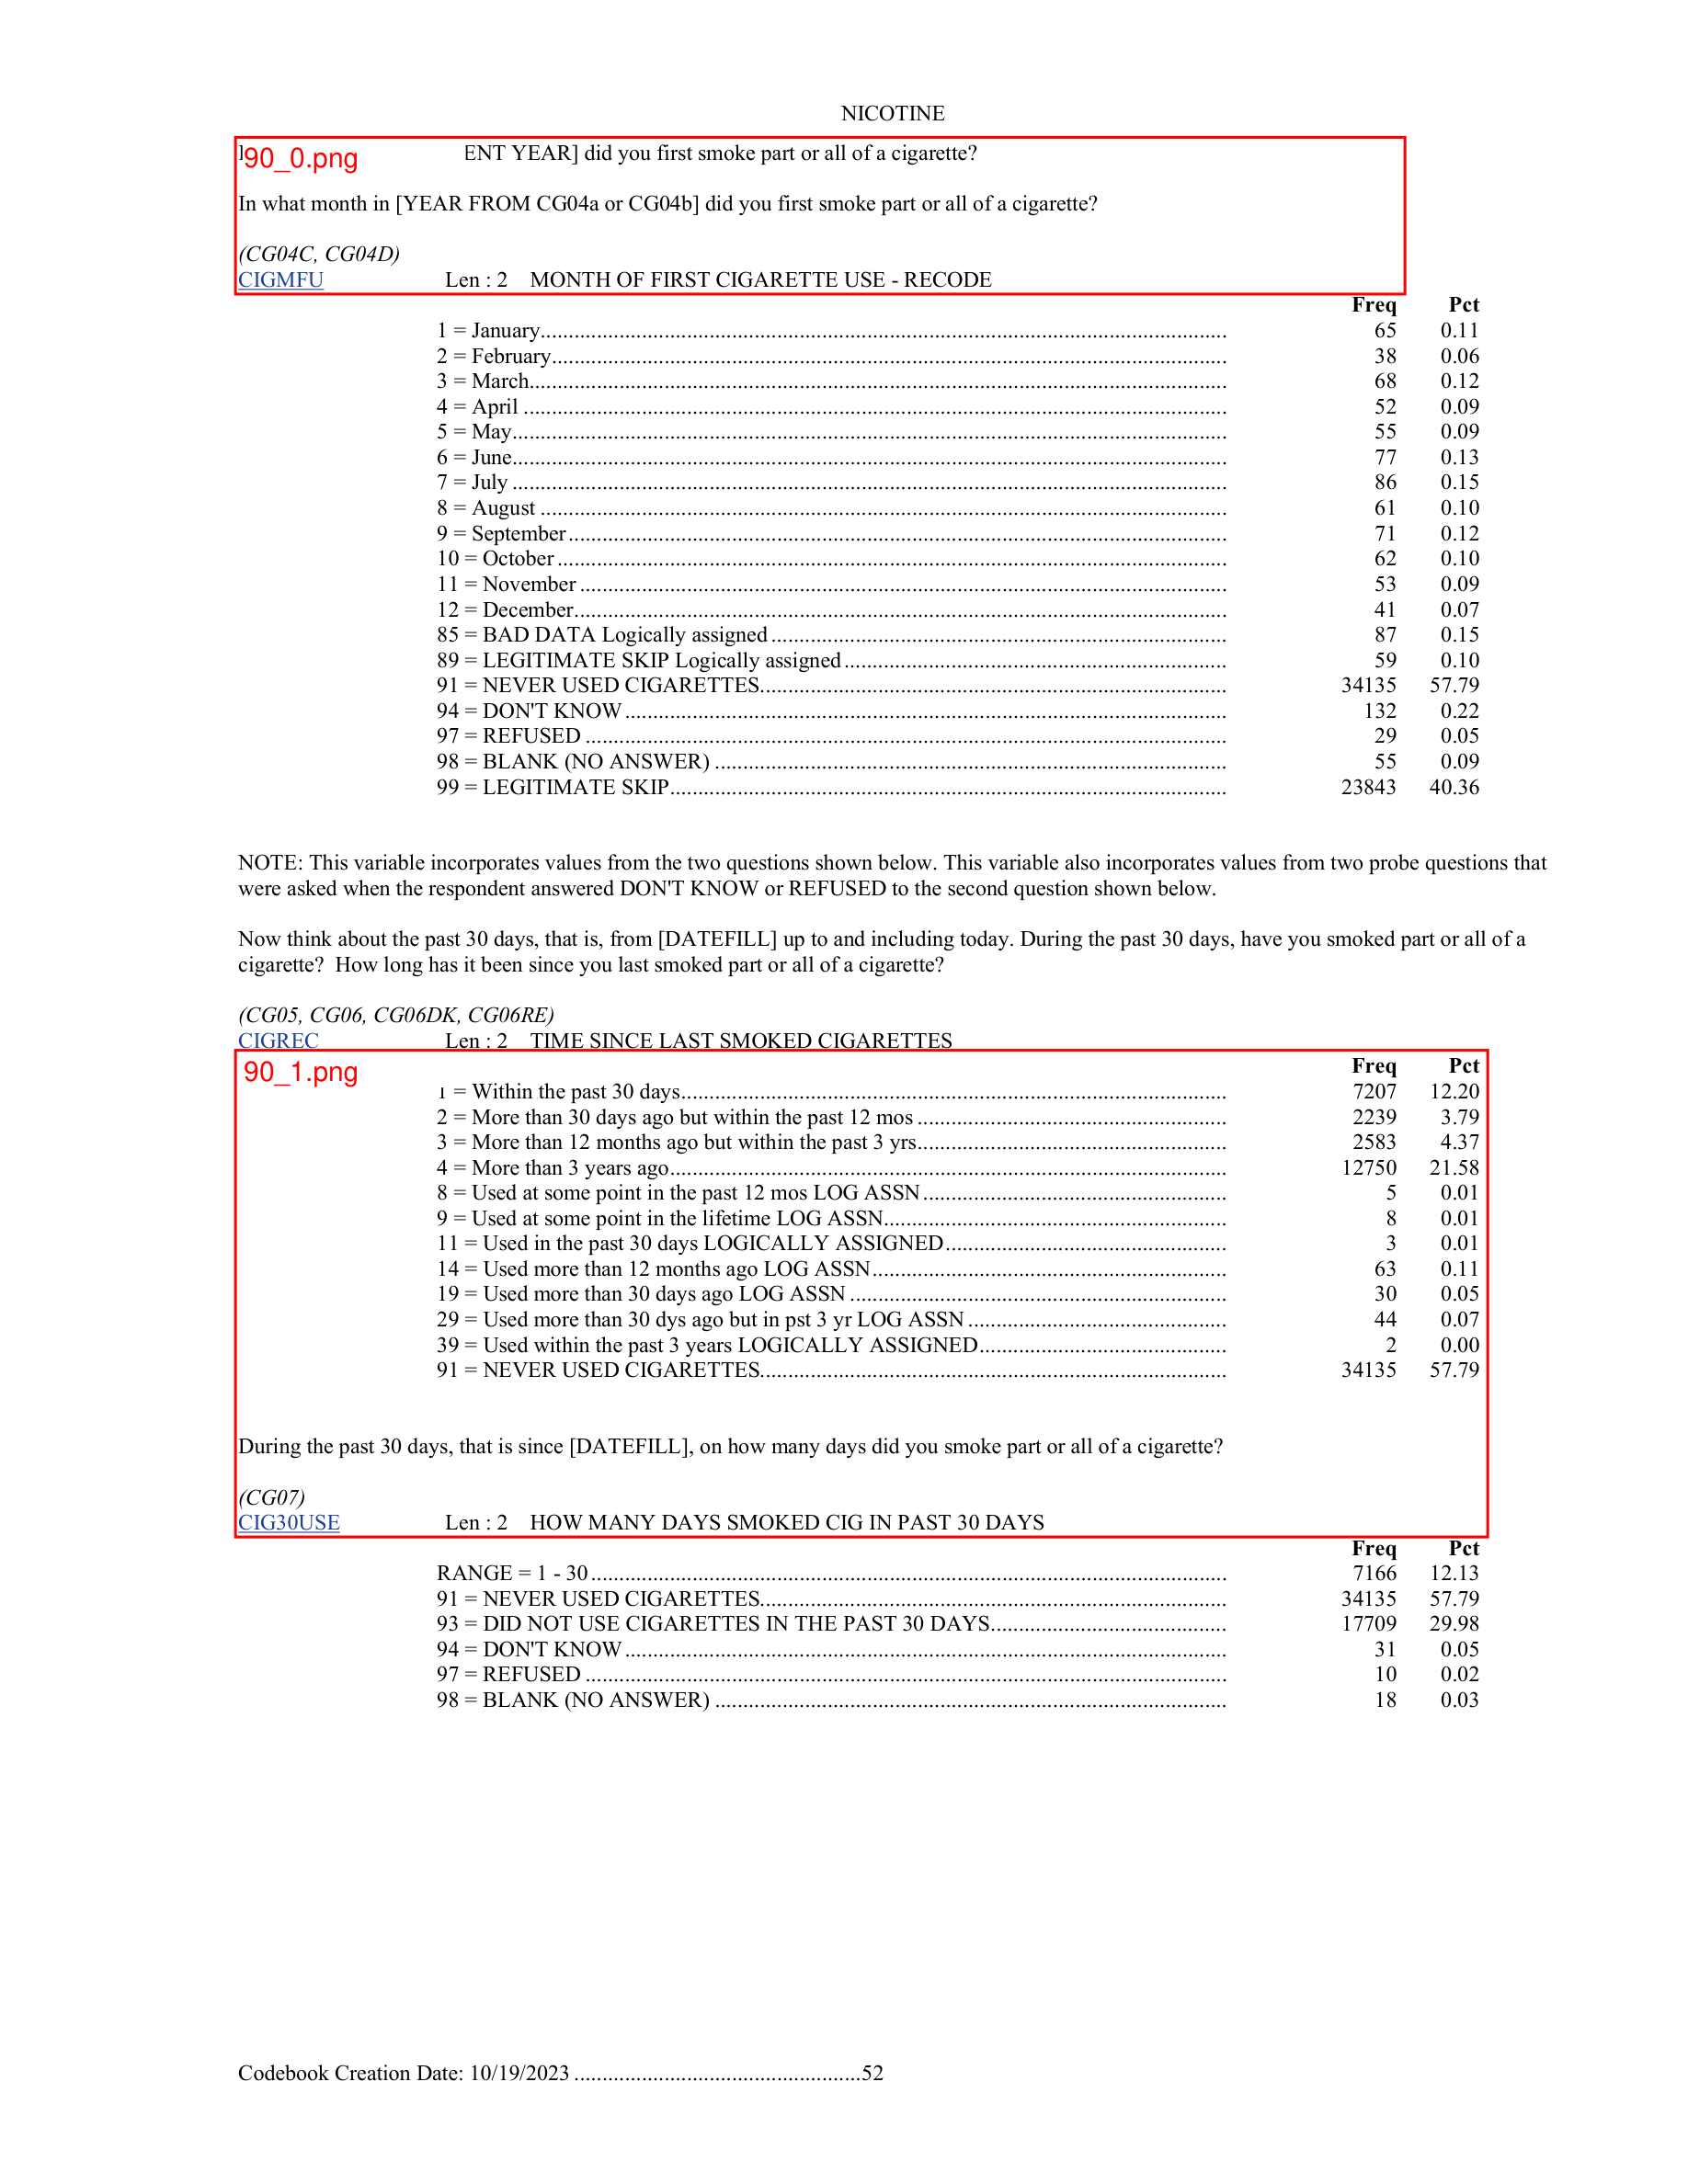 NICOTINE
90_0.png ENT YEAR] did you first smoke part or all of a cigarette?
In what month in [YEAR FROM CG04a or CG04b] did you first smoke part or all of a cigarette?
(CG04C, CG04D)
CIGMFU Len : 2 MONTH OF FIRST CIGARETTE USE - RECODE
Freq Pct
1 = January 65 0.11
2 = February 38 0.06
3 = March 68 0.12
4 = April 52 0.09
5 = May 55 0.09
6 = June 77 0.13
7 = July 86 0.15
8 = August 61 0.10
9 = September 71 0.12
10 = October 62 0.10
11 = November 53 0.09
12 = December 41 0.07
85 = BAD DATA Logically assigned 87 0.15
89 = LEGITIMATE SKIP Logically assigned 59 0.10
91 = NEVER USED CIGARETTES 34135 57.79
94 = DON'T KNOW 132 0.22
97 = REFUSED 29 0.05
98 = BLANK (NO ANSWER) 55 0.09
99 = LEGITIMATE SKIP 23843 40.36
NOTE: This variable incorporates values from the two questions shown below. This variable also incorporates values from two probe questions that
were asked when the respondent answered DON'T KNOW or REFUSED to the second question shown below.
Now think about the past 30 days, that is, from [DATEFILL] up to and including today. During the past 30 days, have you smoked part or all of a
cigarette? How long has it been since you last smoked part or all of a cigarette?
(CG05, CG06, CG06DK, CG06RE)
CIGREC Len : 2 TIME SINCE LAST SMOKED CIGARETTES
90_1.png Freq Pct
1 = Within the past 30 days 7207 12.20
2 = More than 30 days ago but within the past 12 mos 2239 3.79
3 = More than 12 months ago but within the past 3 yrs 2583 4.37
4 = More than 3 years ago 12750 21.58
8 = Used at some point in the past 12 mos LOG ASSN 5 0.01
9 = Used at some point in the lifetime LOG ASSN 8 0.01
11 = Used in the past 30 days LOGICALLY ASSIGNED 3 0.01
14 = Used more than 12 months ago LOG ASSN 63 0.11
19 = Used more than 30 days ago LOG ASSN 30 0.05
29 = Used more than 30 dys ago but in pst 3 yr LOG ASSN 44 0.07
39 = Used within the past 3 years LOGICALLY ASSIGNED 2 0.00
91 = NEVER USED CIGARETTES 34135 57.79
During the past 30 days, that is since [DATEFILL], on how many days did you smoke part or all of a cigarette?
(CG07)
CIG30USE Len : 2 HOW MANY DAYS SMOKED CIG IN PAST 30 DAYS
Freq Pct
RANGE = 1 - 30 7166 12.13
91 = NEVER USED CIGARETTES 34135 57.79
93 = DID NOT USE CIGARETTES IN THE PAST 30 DAYS 17709 29.98
94 = DON'T KNOW 31 0.05
97 = REFUSED 10 0.02
98 = BLANK (NO ANSWER) 18 0.03
Codebook Creation Date: 10/19/2023 52